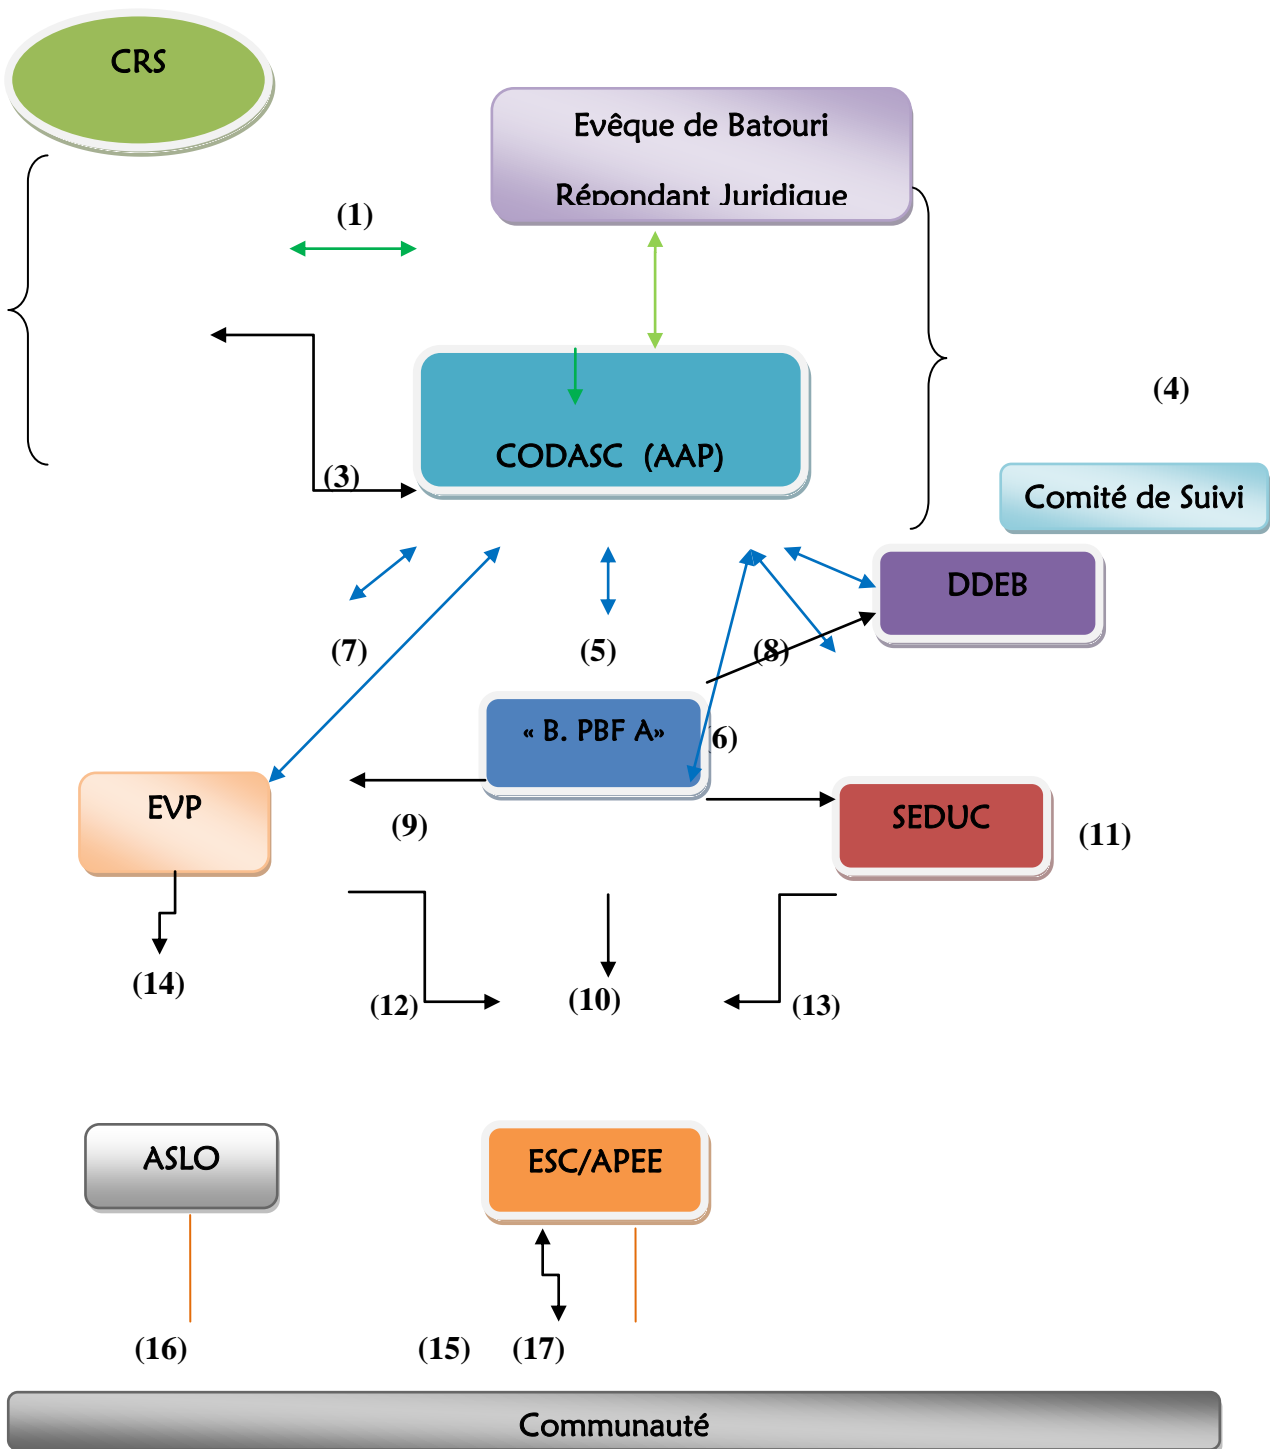 CRS
Evêque de Batouri
Répondant Juridique
(1)
(4)
CODASC (AAP)
(3)
Comité de Suivi
DDEB
(7)
(5)
(8)
« B. PBF A»
6)
EVP
SEDUC
(9)
(11)
(14)
(12)
(10)
(13)
ASLO
ESC/APEE
(16)
(15)
(17)
Communauté